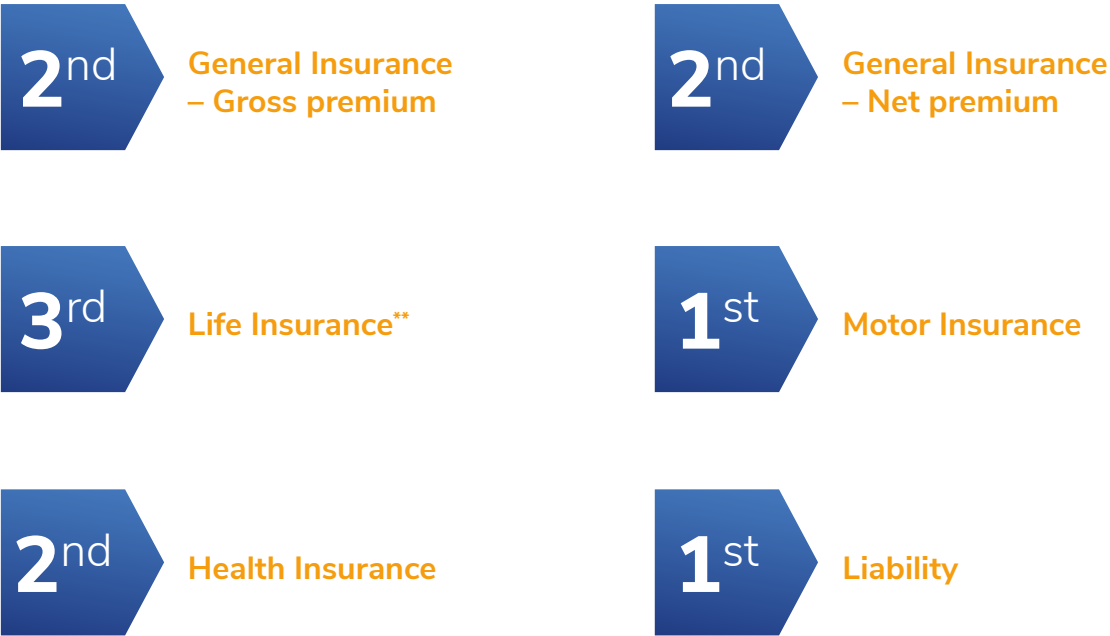 2nd
General Insurance
– Gross premium
2nd
General Insurance
– Net premium
3rd
Life Insurance**
1st
Motor Insurance
2nd
Health Insurance
1st
Liability